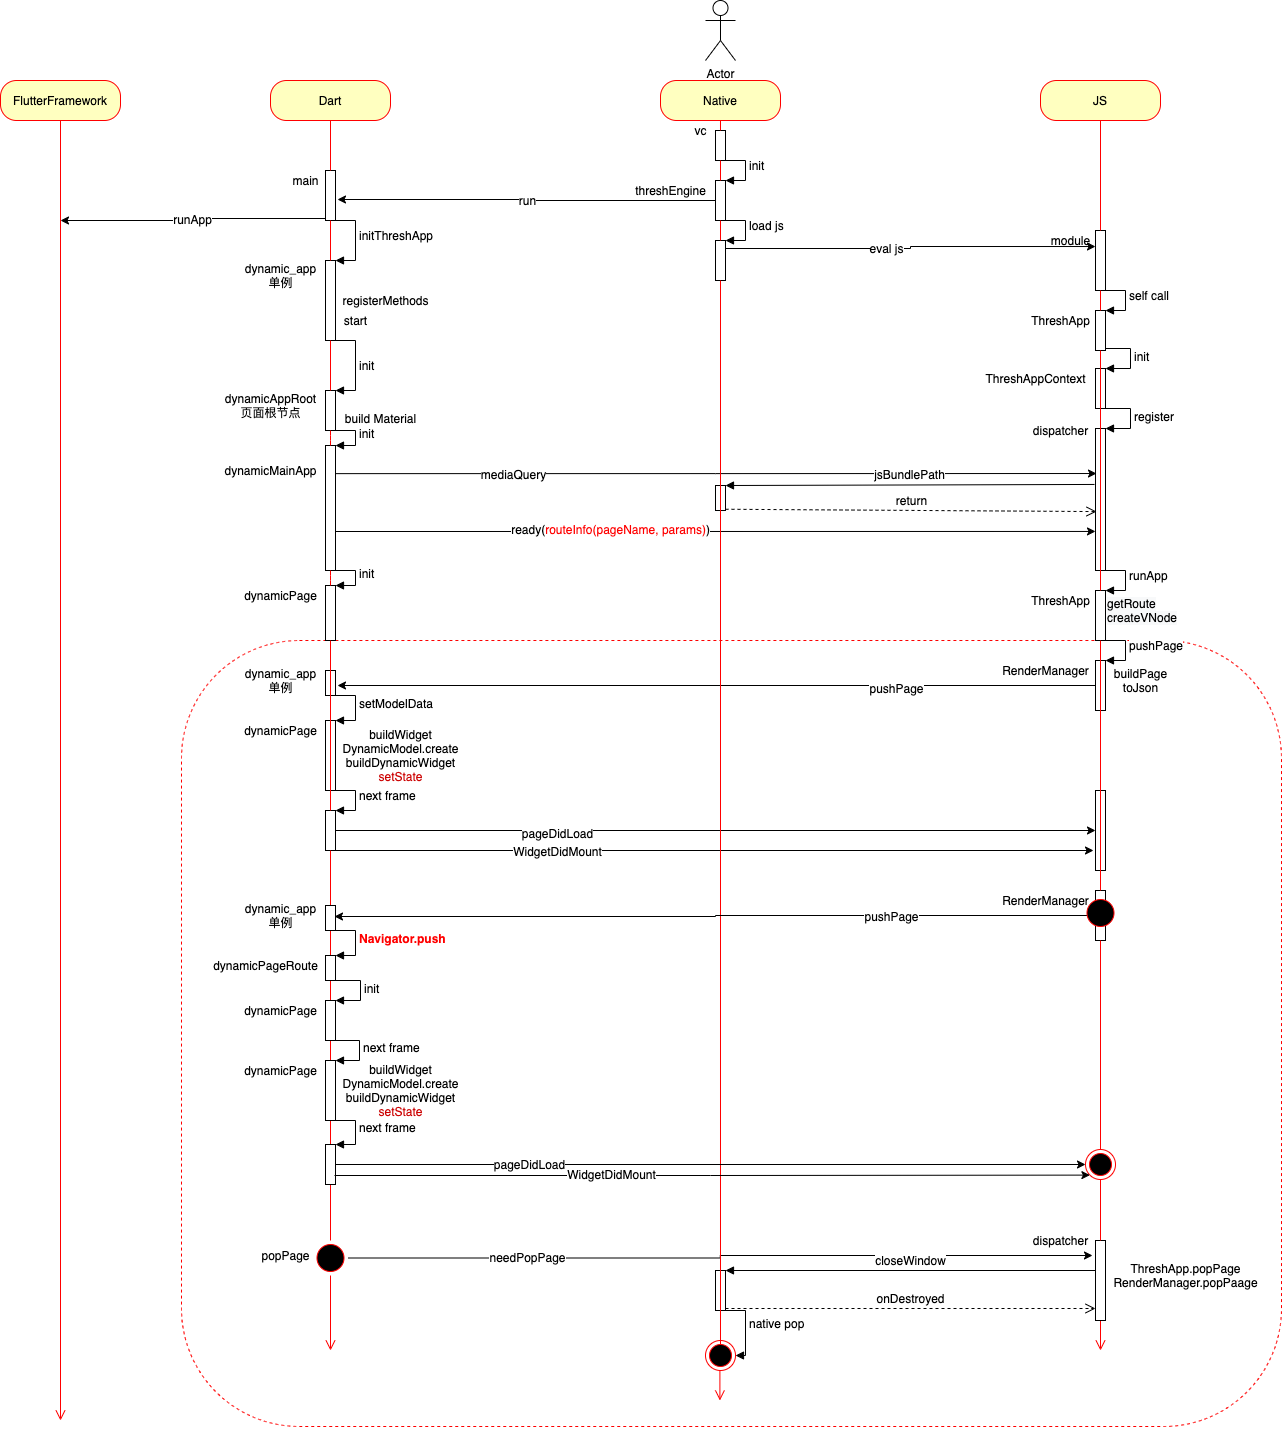 Actor
FlutterFramework
Dart
Native
JS
vc
init
main
threshEngine
run
runApp
load js
initThreshApp
module
eval js
dynamic_app
单例
self call
registerMethods
start
ThreshApp
init
init
ThreshAppContext
dynamicAppRoot
页面根节点
build Material
register
init
dispatcher
dynamicMainApp
mediaQuery
jsBundlePath
return
ready(routeInfo(pageName, params))
init
runApp
dynamicPage
ThreshApp
getRoute
createVNode
pushPage
dynamic_app
单例
RenderManager
buildPage
toJson
pushPage
setModelData
dynamicPage
buildWidget
DynamicModel.create
buildDynamicWidget
setState
next frame
pageDidLoad
WidgetDidMount
RenderManager
dynamic_app
单例
pushPage
Navigator.push
dynamicPageRoute
init
dynamicPage
next frame
dynamicPage
buildWidget
DynamicModel.create
buildDynamicWidget
setState
next frame
pageDidLoad
WidgetDidMount
dispatcher
popPage
needPopPage
closeWindow
ThreshApp.popPage
RenderManager.popPaage
onDestroyed
native pop